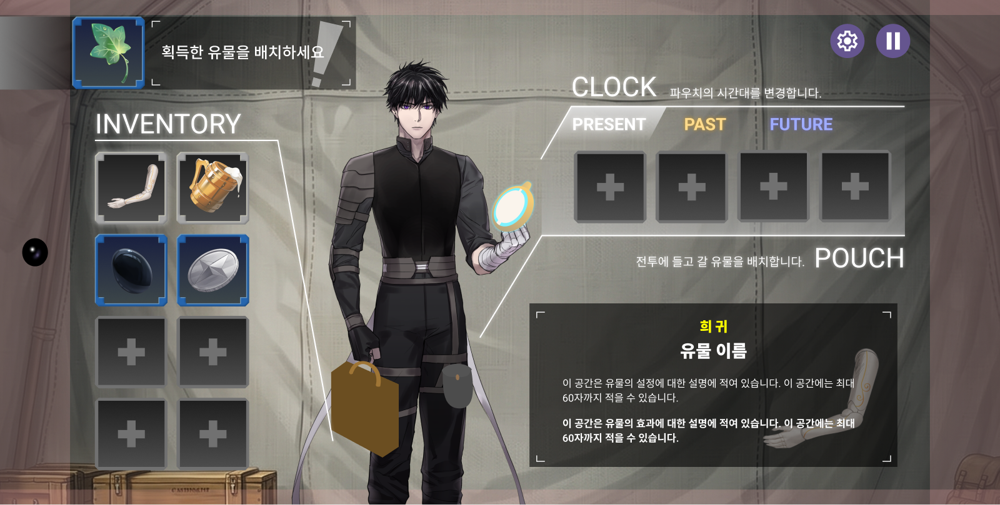 획득한 유물을 배치하세요
INVENTORY
CLOCK 파우치의 시간대를 변경합니다.
PRESENT PAST FUTURE
전투에 들고 갈 유물을 배치합니다. POUCH
희 귀
유물 이름
이 공간은 유물의 설정에 대한 설명에 적여 있습니다. 이 공간에는 최대
60자까지 적을 수 있습니다.
이 공간은 유물의 효과에 대한 설명에 적여 있습니다. 이 공간에는 최대
60자까지 적을 수 있습니다.